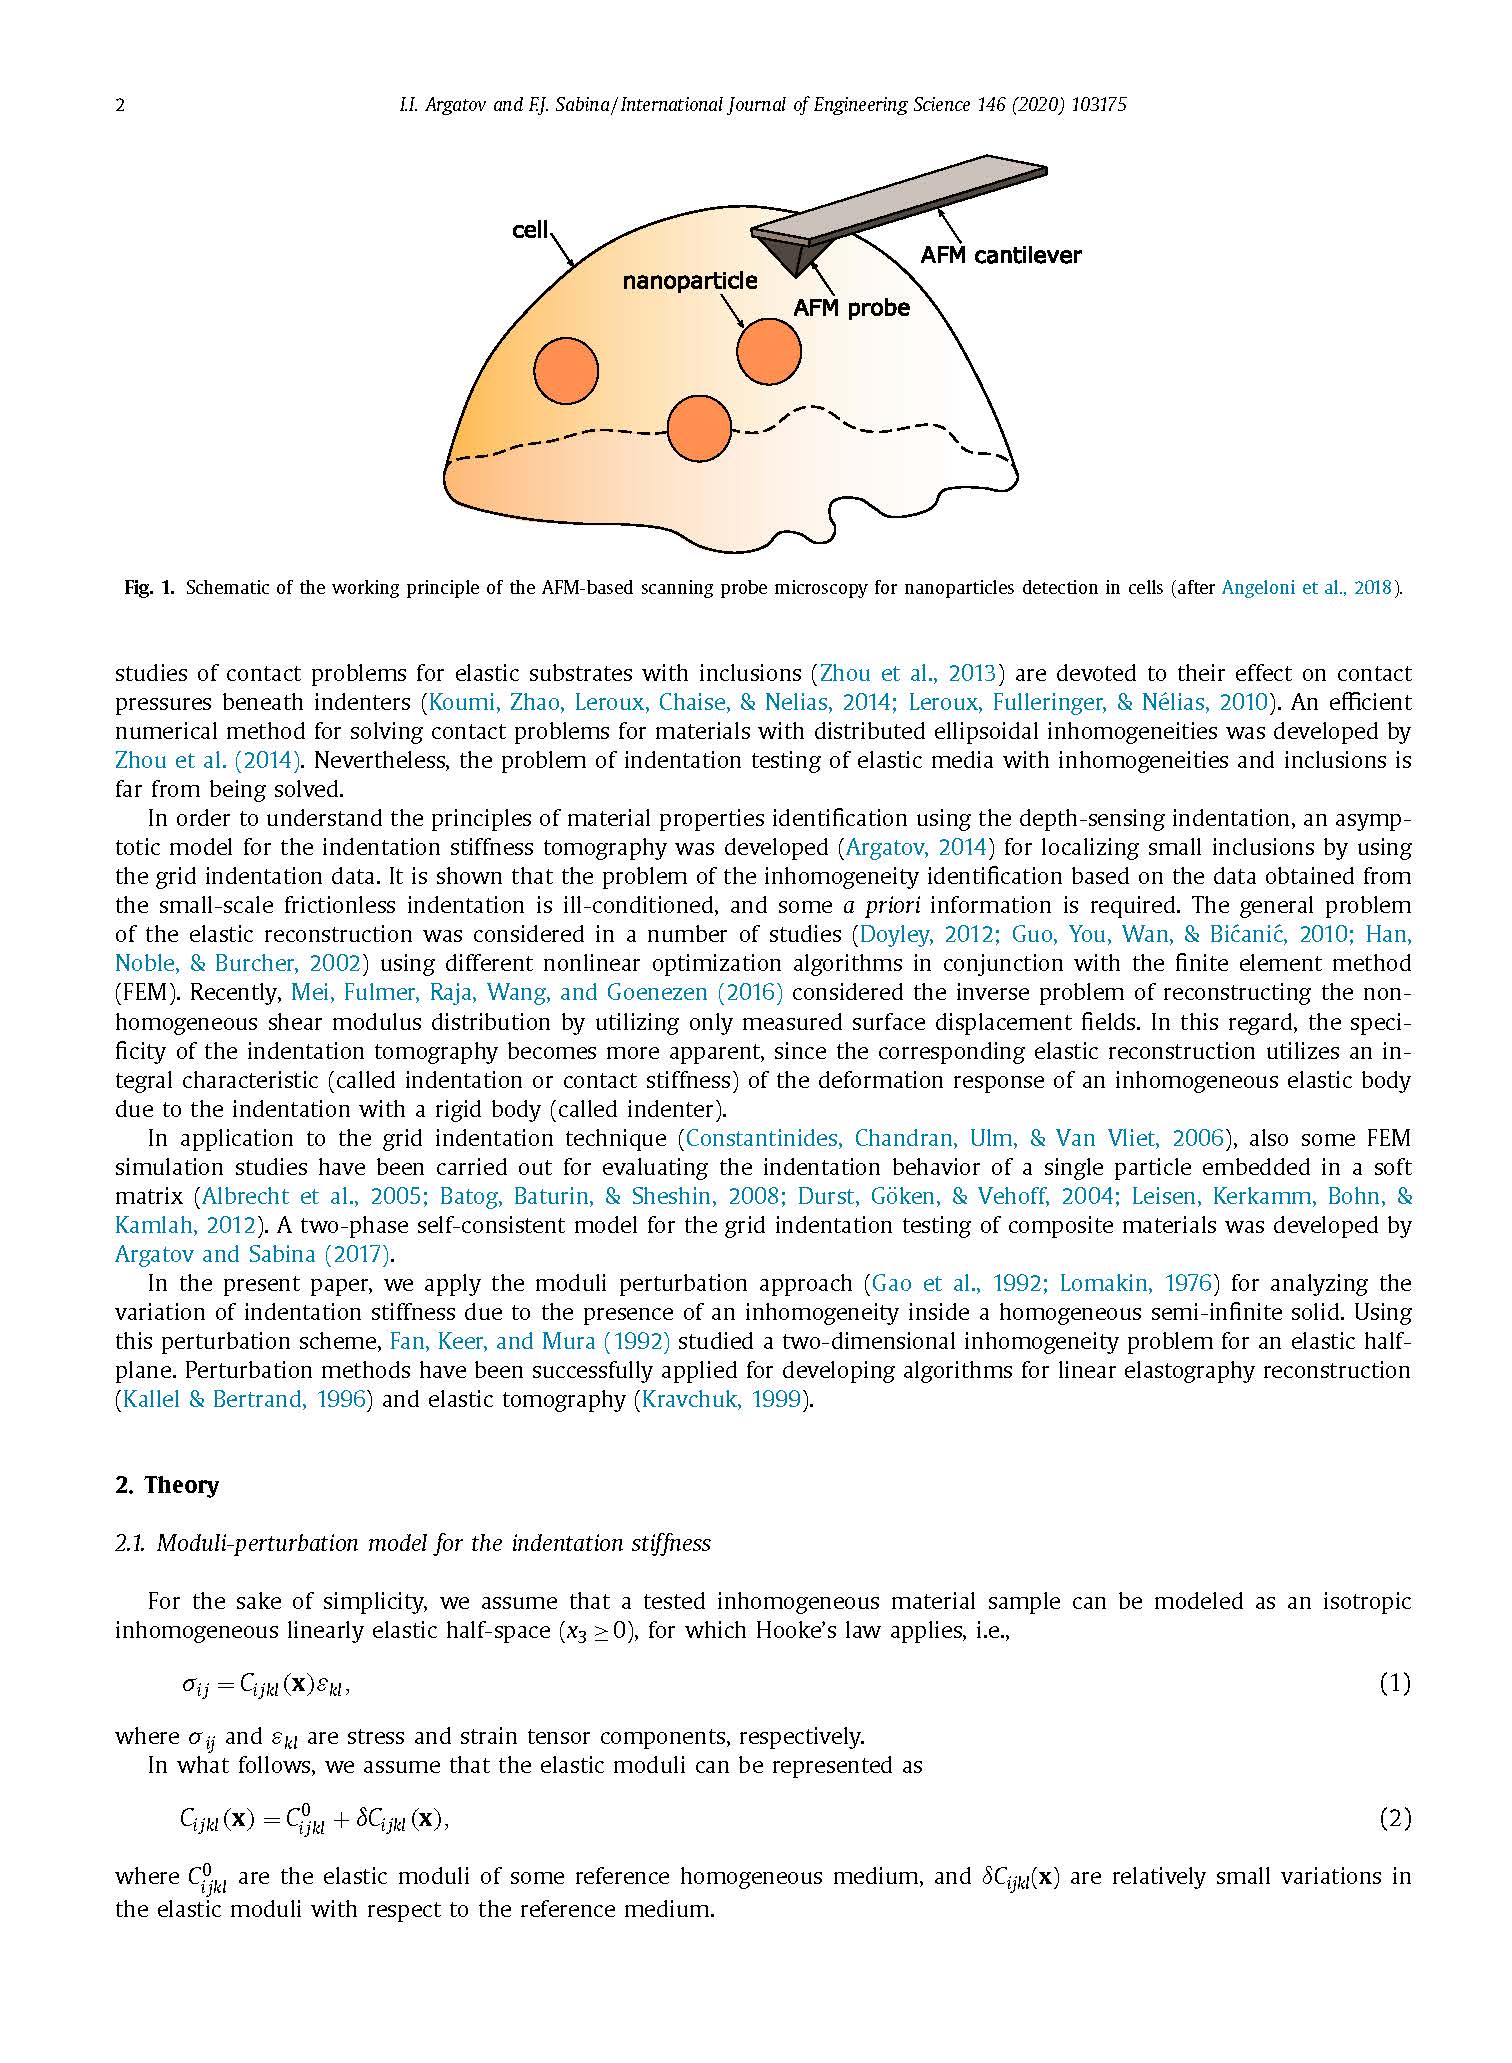 2
I.I. Argatov and F.J. Sabina / International Journal of Engineering Science 146 (2020) 103175
cell
nanoparticle
AFM cantilever
AFM probe
Fig. 1. Schematic of the working principle of the AFM-based scanning probe microscopy for nanoparticles detection in cells (after Angeloni et al., 2018).
studies of contact problems for elastic substrates with inclusions (Zhou et al., 2013) are devoted to their effect on contact
pressures beneath indenters (Koumi, Zhao, Leroux, Chaise, & Nelias, 2014; Leroux, Fulleringer, & Nélias, 2010). An efficient
numerical method for solving contact problems for materials with distributed ellipsoidal inhomogeneities was developed by
Zhou et al. (2014). Nevertheless, the problem of indentation testing of elastic media with inhomogeneities and inclusions is
far from being solved.
In order to understand the principles of material properties identification using the depth-sensing indentation, an asymp-
totic model for the indentation stiffness tomography was developed (Argatov, 2014) for localizing small inclusions by using
the grid indentation data. It is shown that the problem of the inhomogeneity identification based on the data obtained from
the small-scale frictionless indentation is ill-conditioned, and some a priori information is required. The general problem
of the elastic reconstruction was considered in a number of studies (Doyley, 2012; Guo, You, Wan, & Bićanić, 2010; Han,
Noble, & Burcher, 2002) using different nonlinear optimization algorithms in conjunction with the finite element method
(FEM). Recently, Mei, Fulmer, Raja, Wang, and Goenezen (2016) considered the inverse problem of reconstructing the non-
homogeneous shear modulus distribution by utilizing only measured surface displacement fields. In this regard, the speci-
ficity of the indentation tomography becomes more apparent, since the corresponding elastic reconstruction utilizes an in-
tegral characteristic (called indentation or contact stiffness) of the deformation response of an inhomogeneous elastic body
due to the indentation with a rigid body (called indenter).
In application to the grid indentation technique (Constantinides, Chandran, Ulm, & Van Vliet, 2006), also some FEM
simulation studies have been carried out for evaluating the indentation behavior of a single particle embedded in a soft
matrix (Albrecht et al., 2005; Batog, Baturin, & Sheshin, 2008; Durst, Göken, & Vehoff, 2004; Leisen, Kerkamm, Bohn, &
Kamlah, 2012). A two-phase self-consistent model for the grid indentation testing of composite materials was developed by
Argatov and Sabina (2017).
In the present paper, we apply the moduli perturbation approach (Gao et al., 1992; Lomakin, 1976) for analyzing the
variation of indentation stiffness due to the presence of an inhomogeneity inside a homogeneous semi-infinite solid. Using
this perturbation scheme, Fan, Keer, and Mura (1992) studied a two-dimensional inhomogeneity problem for an elastic half-
plane. Perturbation methods have been successfully applied for developing algorithms for linear elastography reconstruction
(Kallel & Bertrand, 1996) and elastic tomography (Kravchuk, 1999).
2. Theory
2.1. Moduli-perturbation model for the indentation stiffness
For the sake of simplicity, we assume that a tested inhomogeneous material sample can be modeled as an isotropic
inhomogeneous linearly elastic half-space (x₃ ≥ 0), for which Hooke's law applies, i.e.,
σ_{ij} = C_{ijkl}(x)ε_{kl}, (1)
where σ_{ij} and ε_{kl} are stress and strain tensor components, respectively.
In what follows, we assume that the elastic moduli can be represented as
C_{ijkl}(x) = C^0_{ijkl} + δC_{ijkl}(x), (2)
where C^0_{ijkl} are the elastic moduli of some reference homogeneous medium, and δC_{ijkl}(x) are relatively small variations in
the elastic moduli with respect to the reference medium.